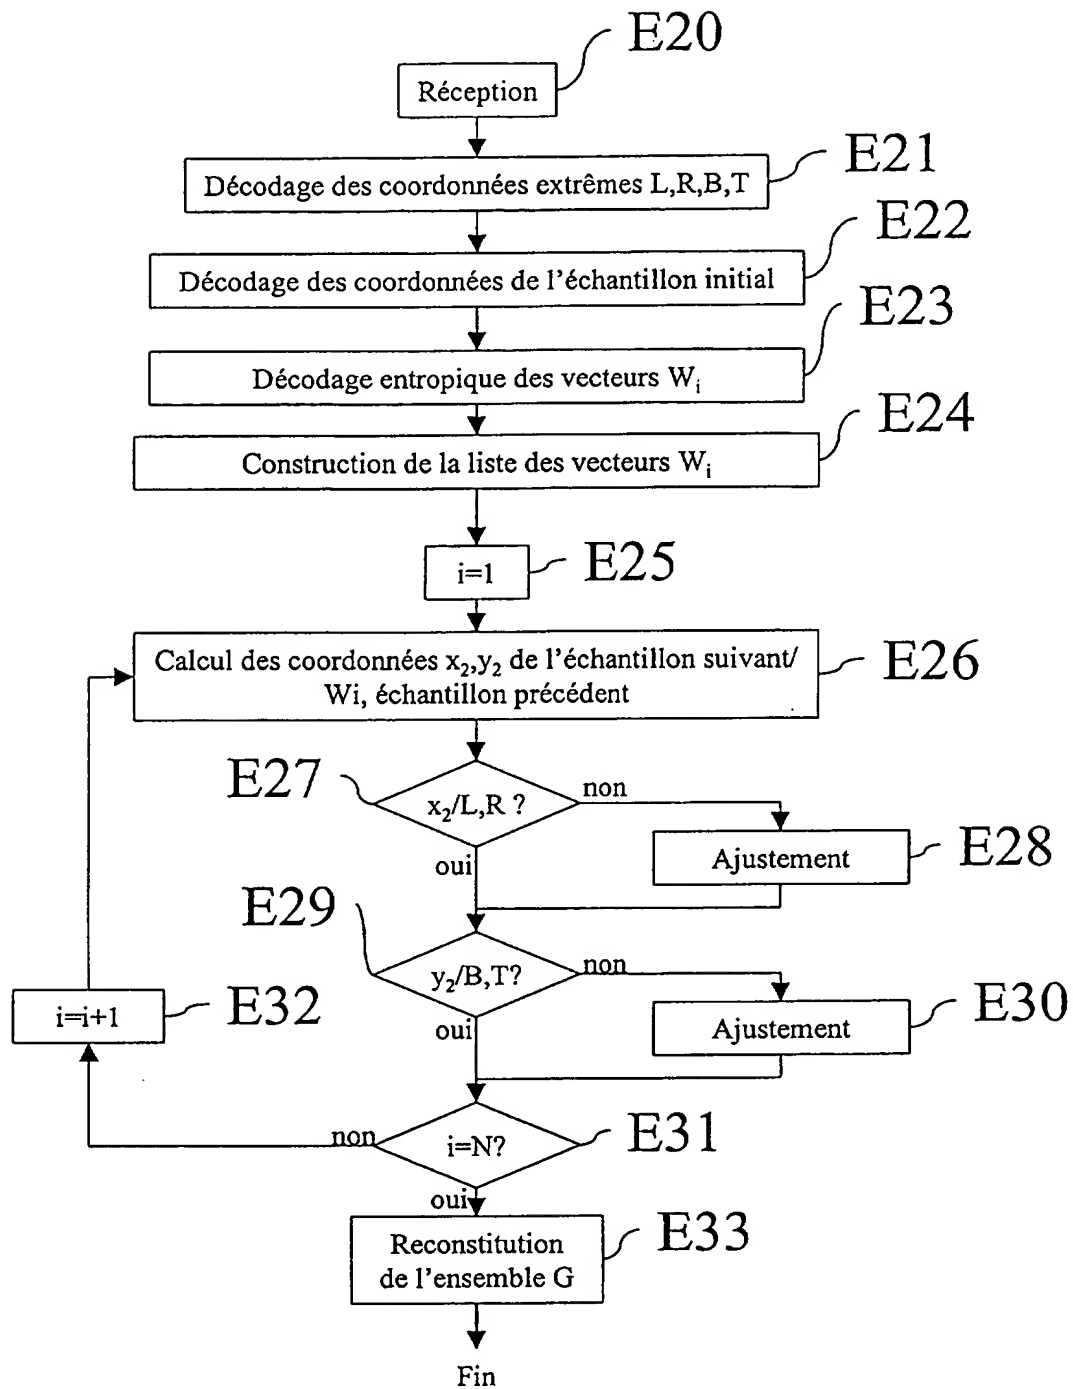 E20
Réception
E21
Décodage des coordonnées extrêmes L,R,B,T
E22
Décodage des coordonnées de l'échantillon initial
E23
Décodage entropique des vecteurs Wi
E24
Construction de la liste des vecteurs Wi
E25
i=1
Calcul des coordonnées x2,y2 de l'échantillon suivant/
Wi, échantillon précédent
E26
E27
x2/L,R ?
non
oui
Ajustement
E28
E29
y2/B,T?
non
oui
Ajustement
E30
i=i+1
E32
i=N?
non
E31
oui
Reconstitution
de l'ensemble G
E33
Fin